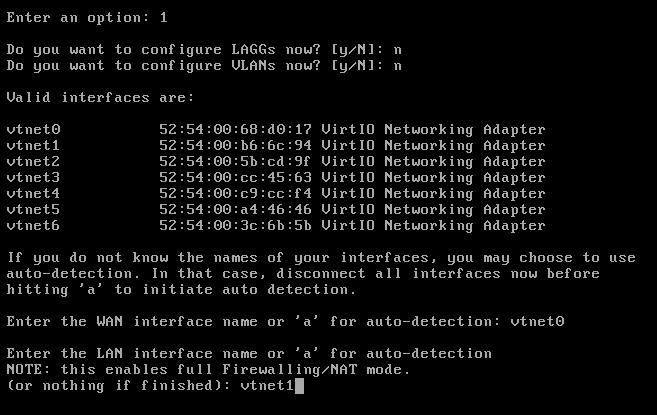 Enter an option: 1
Do you want to configure LAGGs now? [y/N]: n
Do you want to configure VLANs now? [y/N]: n
Valid interfaces are:
vtnet0 52:54:00:68:d0:17 VirtIO Networking Adapter
vtnet1 52:54:00:b6:6c:94 VirtIO Networking Adapter
vtnet2 52:54:00:5b:cd:9f VirtIO Networking Adapter
vtnet3 52:54:00:cc:45:63 VirtIO Networking Adapter
vtnet4 52:54:00:c9:cc:f4 VirtIO Networking Adapter
vtnet5 52:54:00:a4:46:46 VirtIO Networking Adapter
vtnet6 52:54:00:3c:6b:5b VirtIO Networking Adapter
If you do not know the names of your interfaces, you may choose to use
auto-detection. In that case, disconnect all interfaces now before
hitting 'a' to initiate auto detection.
Enter the WAN interface name or 'a' for auto-detection: vtnet0
Enter the LAN interface name or 'a' for auto-detection
NOTE: this enables full Firewalling/NAT mode.
(or nothing if finished): vtnet1